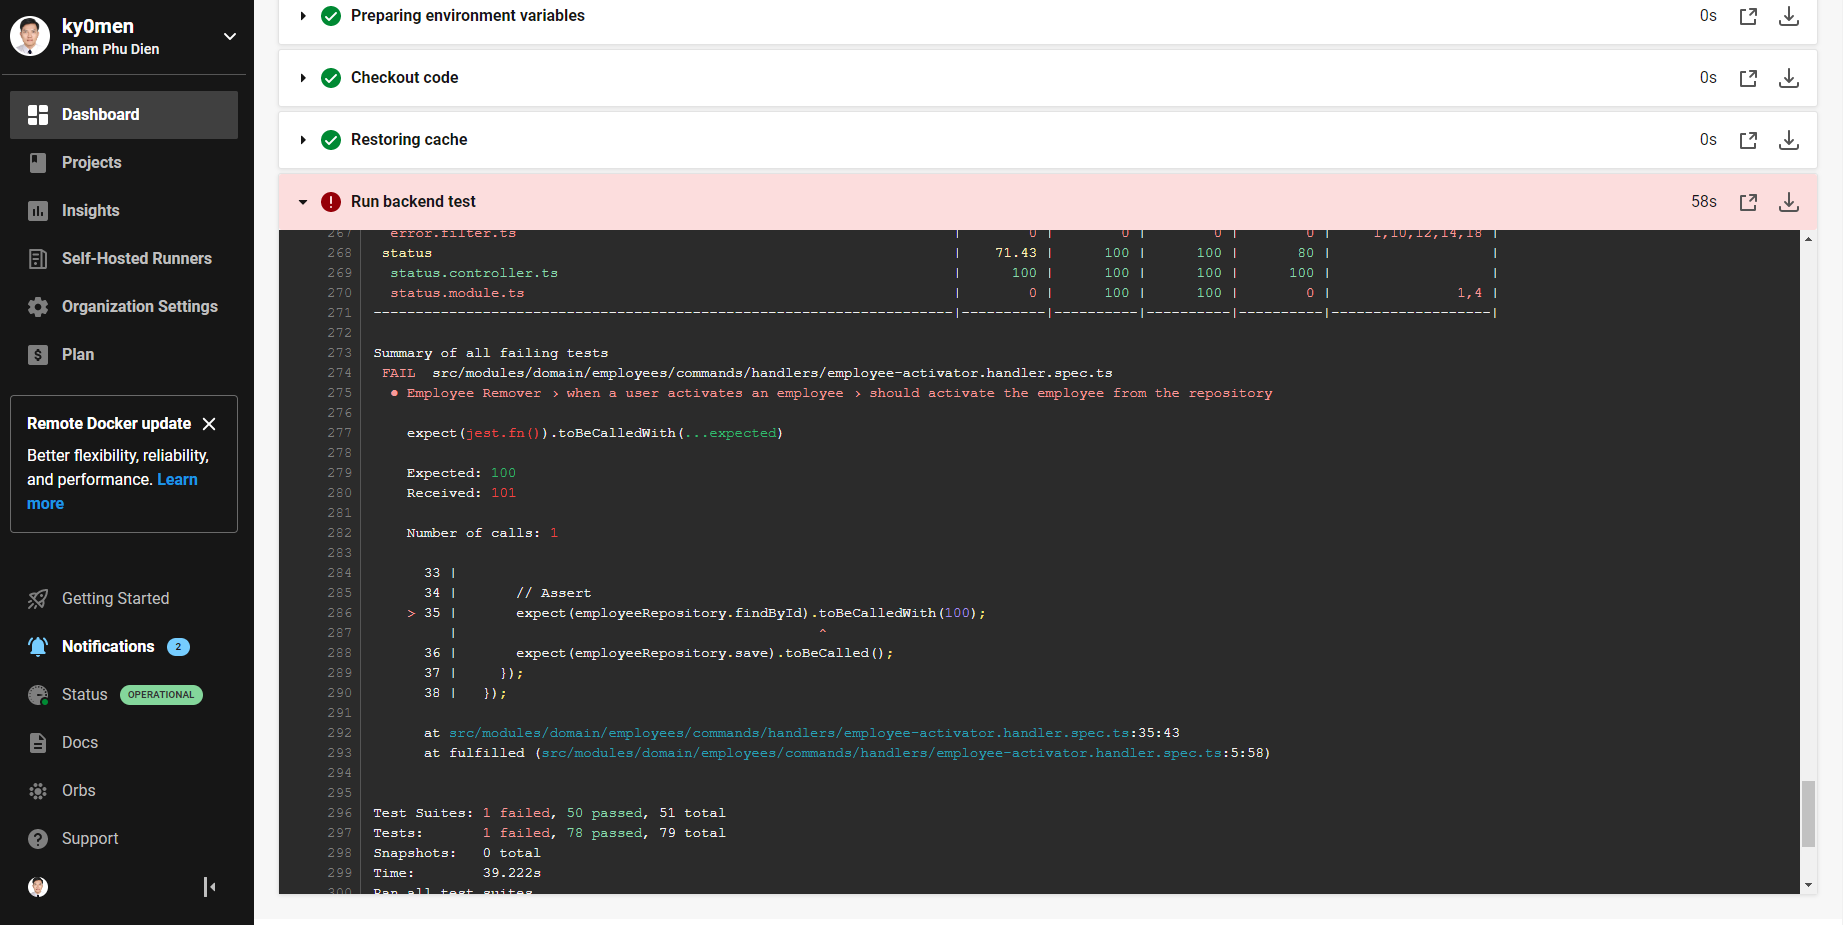 ky0men
Pham Phu Dien
Dashboard
Projects
Insights
Self-Hosted Runners
Organization Settings
Plan
Remote Docker update
Better flexibility, reliability,
and performance. Learn
more
Getting Started
Notifications 2
Status OPERATIONAL
Docs
Orbs
Support
Preparing environment variables 0s
Checkout code 0s
Restoring cache 0s
Run backend test 58s
267 error.filter.ts | 0 | 0 | 0 | 0 | 1,10,12,14,18 |
268 status | 71.43 | 100 | 100 | 80 | |
269 status.controller.ts | 100 | 100 | 100 | 100 | |
270 status.module.ts | 0 | 100 | 100 | 0 | 1,4 |
271 ---------------------------------------------------------------------|----------|----------|----------|----------|-------------------|
272
273 Summary of all failing tests
274 FAIL src/modules/domain/employees/commands/handlers/employee-activator.handler.spec.ts
275 ● Employee Remover › when a user activates an employee › should activate the employee from the repository
276
277 expect(jest.fn()).toBeCalledWith(...expected)
278
279 Expected: 100
280 Received: 101
281
282 Number of calls: 1
283
284 33 |
285 34 | // Assert
286 > 35 | expect(employeeRepository.findById).toBeCalledWith(100);
287 | ^
288 36 | expect(employeeRepository.save).toBeCalled();
289 37 | });
290 38 | });
291
292 at src/modules/domain/employees/commands/handlers/employee-activator.handler.spec.ts:35:43
293 at fulfilled (src/modules/domain/employees/commands/handlers/employee-activator.handler.spec.ts:5:58)
294
295
296 Test Suites: 1 failed, 50 passed, 51 total
297 Tests: 1 failed, 78 passed, 79 total
298 Snapshots: 0 total
299 Time: 39.222s
300 Ran all test suites